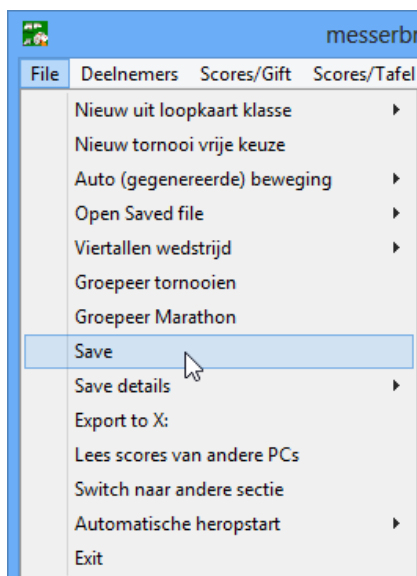 messerbr
File Deelnemers Scores/Gift Scores/Tafel
Nieuw uit loopkaart klasse
Nieuw tornooi vrije keuze
Auto (gegenereerde) beweging
Open Saved file
Viertallen wedstrijd
Groepeer tornooien
Groepeer Marathon
Save
Save details
Export to X:
Lees scores van andere PCs
Switch naar andere sectie
Automatische heropstart
Exit